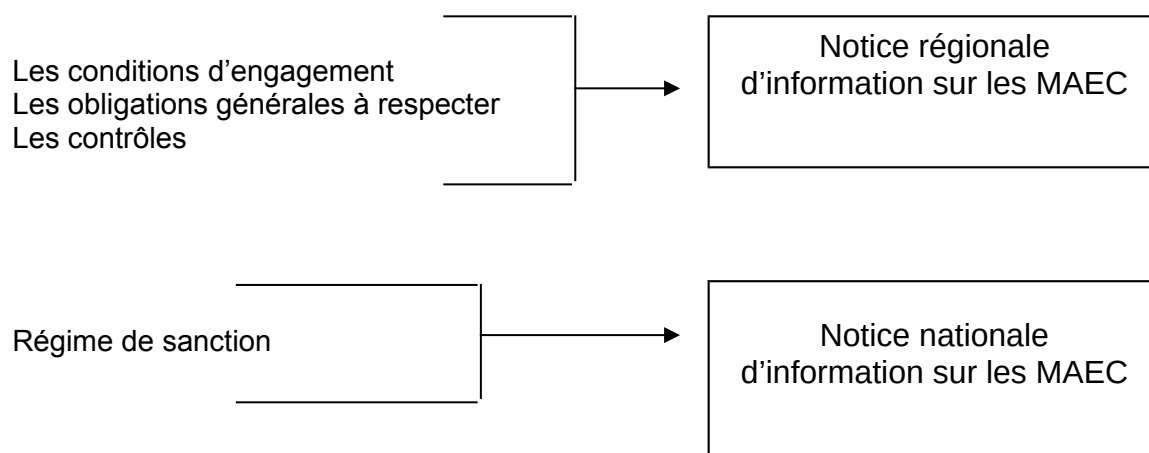 Les conditions d’engagement
Les obligations générales à respecter
Les contrôles
Notice régionale
d’information sur les MAEC
Régime de sanction
Notice nationale
d’information sur les MAEC